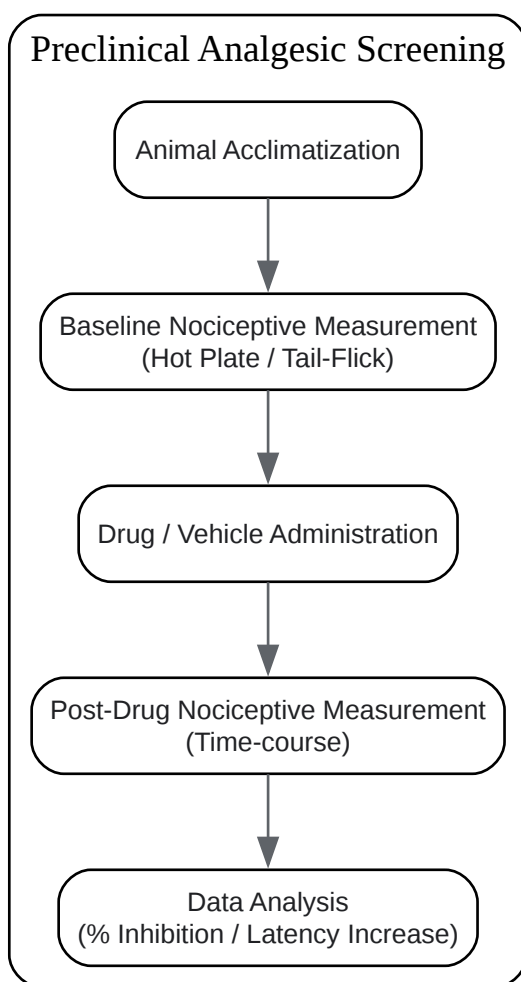 Preclinical Analgesic Screening
Animal Acclimatization
Baseline Nociceptive Measurement
(Hot Plate / Tail-Flick)
Drug / Vehicle Administration
Post-Drug Nociceptive Measurement
(Time-course)
Data Analysis
(% Inhibition / Latency Increase)